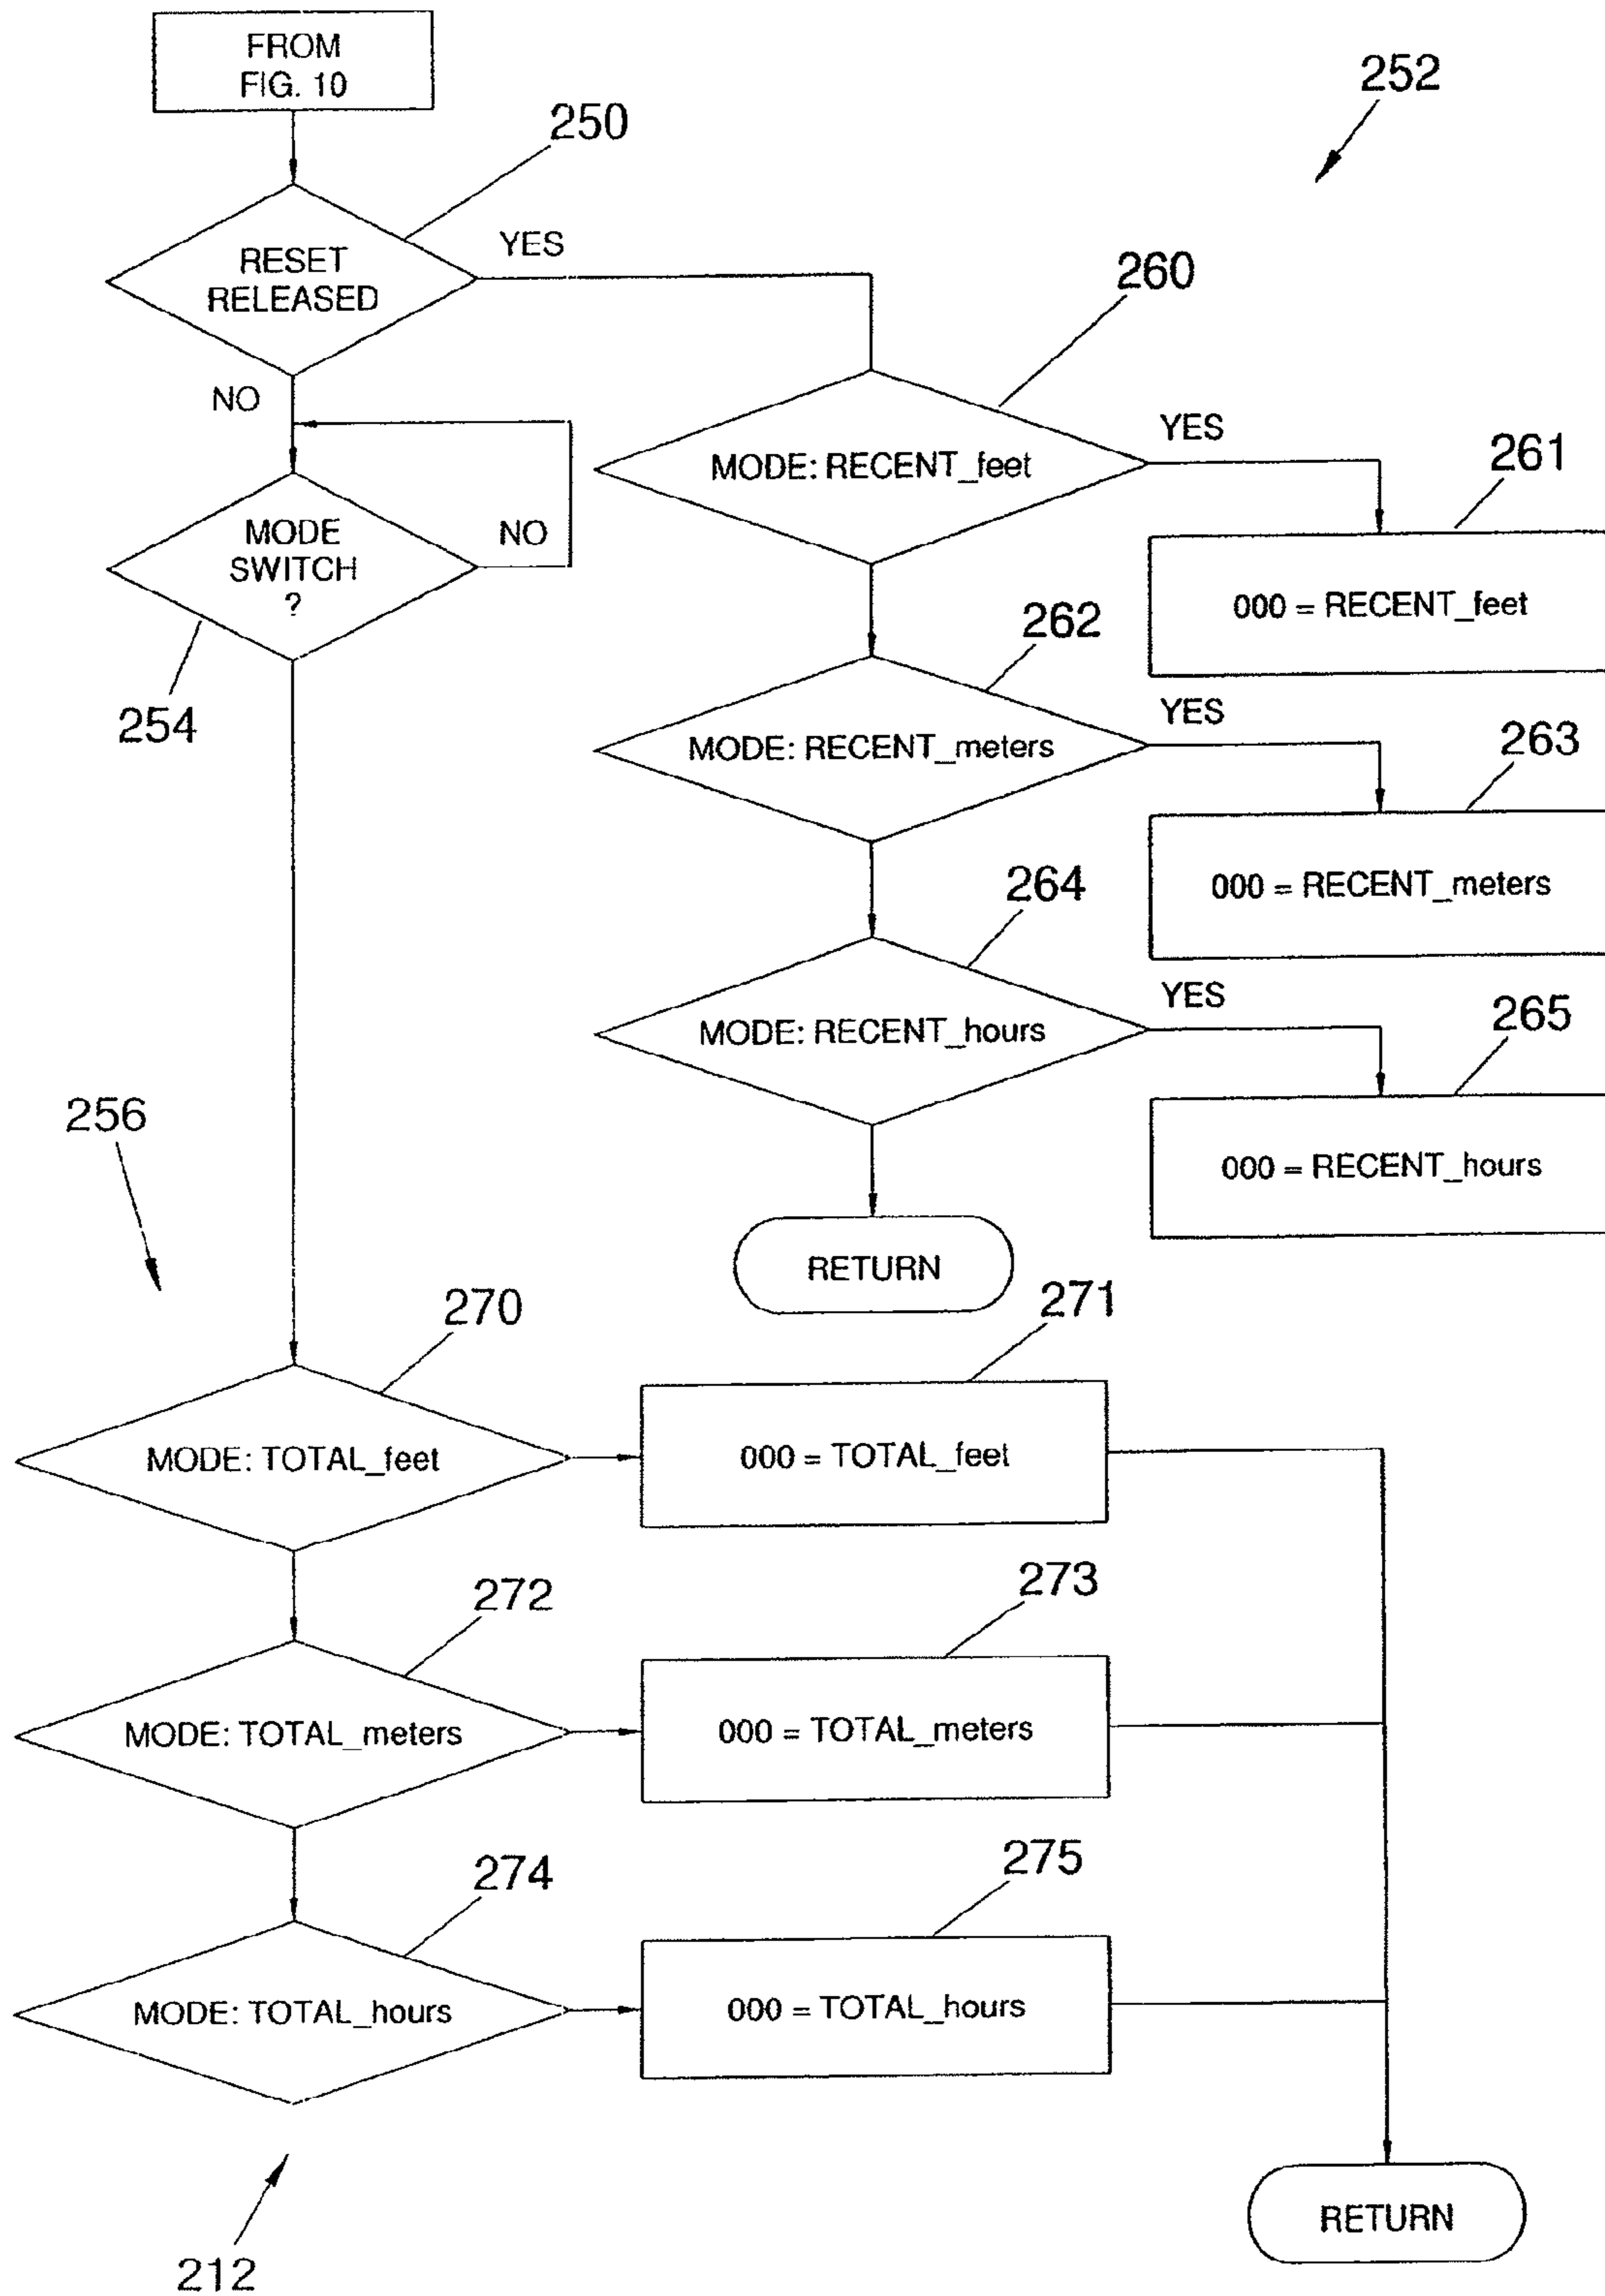 FROM
FIG. 10
252
250
RESET
RELEASED
YES
260
NO
MODE: RECENT_feet
YES
261
MODE
SWITCH
?
NO
000 = RECENT_feet
254
262
MODE: RECENT_meters
YES
263
000 = RECENT_meters
264
MODE: RECENT_hours
YES
265
000 = RECENT_hours
256
RETURN
270
271
MODE: TOTAL_feet
000 = TOTAL_feet
272
273
MODE: TOTAL_meters
000 = TOTAL_meters
274
275
MODE: TOTAL_hours
000 = TOTAL_hours
212
RETURN